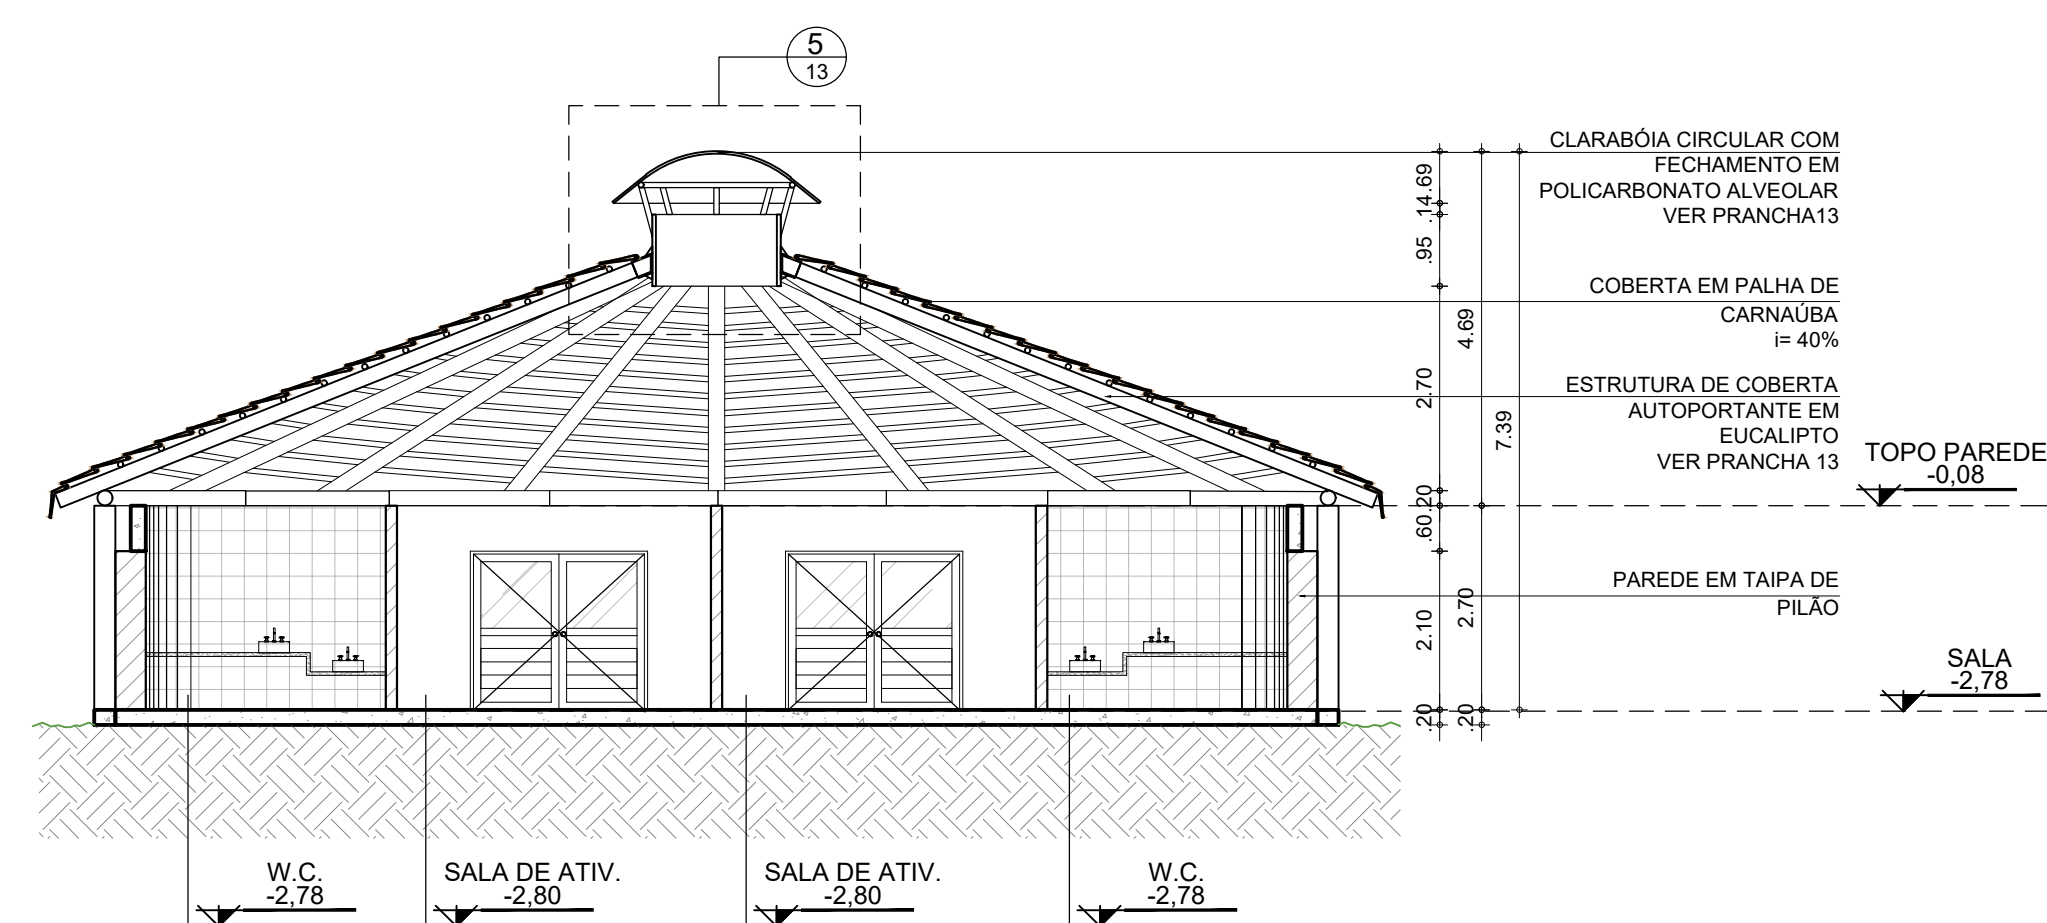 5
13
CLARABÓIA CIRCULAR COM
FECHAMENTO EM
POLICARBONATO ALVEOLAR
VER PRANCHA13
COBERTA EM PALHA DE
CARNAÚBA
i= 40%
ESTRUTURA DE COBERTA
AUTOPORTANTE EM
EUCALIPTO
VER PRANCHA 13
TOPO PAREDE
-0,08
PAREDE EM TAIPA DE
PILÃO
SALA
-2,78
.69
.14
.95
2.70
.20
.60
2.10
.20
4.69
2.70
.20
7.39
W.C.
-2,78
SALA DE ATIV.
-2,80
SALA DE ATIV.
-2,80
W.C.
-2,78